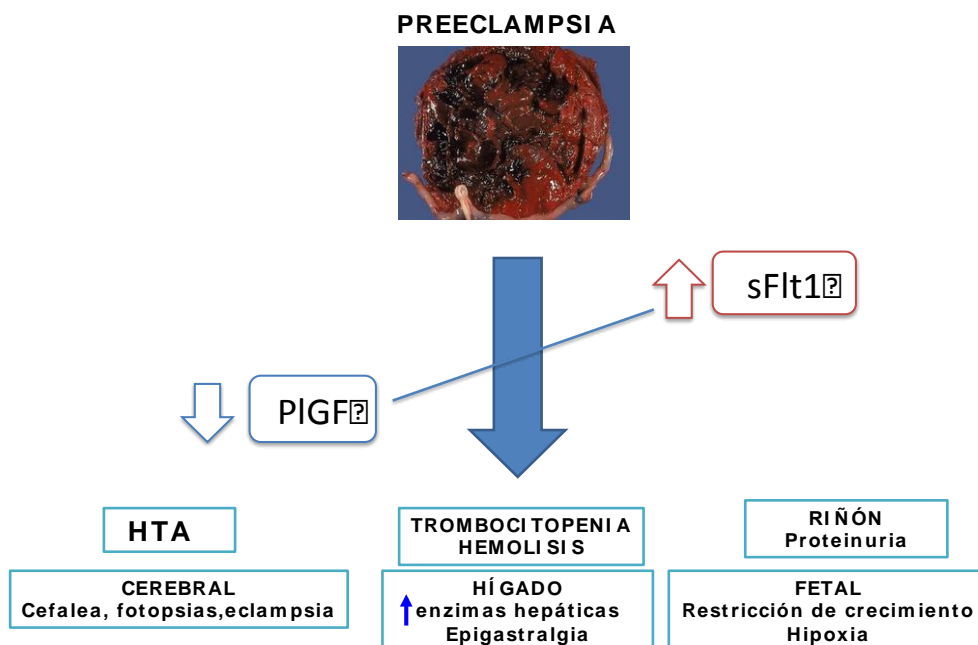 PREECLAMPSIA
sFlt1
PlGF
HTA
TROMBOCITOPENIA
HEMOLISIS
RIÑÓN
Proteinuria
CEREBRAL
Cefalea, fotopsias,eclampsia
HÍGADO
enzimas hepáticas
Epigastralgia
FETAL
Restricción de crecimiento
Hipoxia